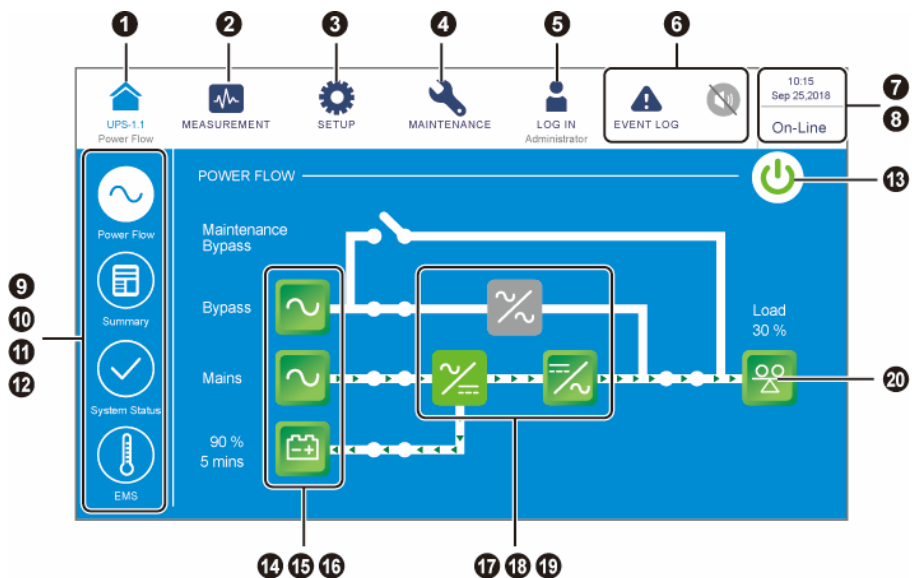 1 2 3 4 5 6
10:15
Sep 25,2018
7
UPS-1.1 MEASUREMENT SETUP MAINTENANCE LOG IN EVENT LOG
Power Flow Administrator
On-Line
8
POWER FLOW
13
Power Flow
Maintenance
Bypass
9
10
11
12
Summary
Bypass
Load
30 %
Mains
20
System Status
90 %
5 mins
EMS
14 15 16 17 18 19